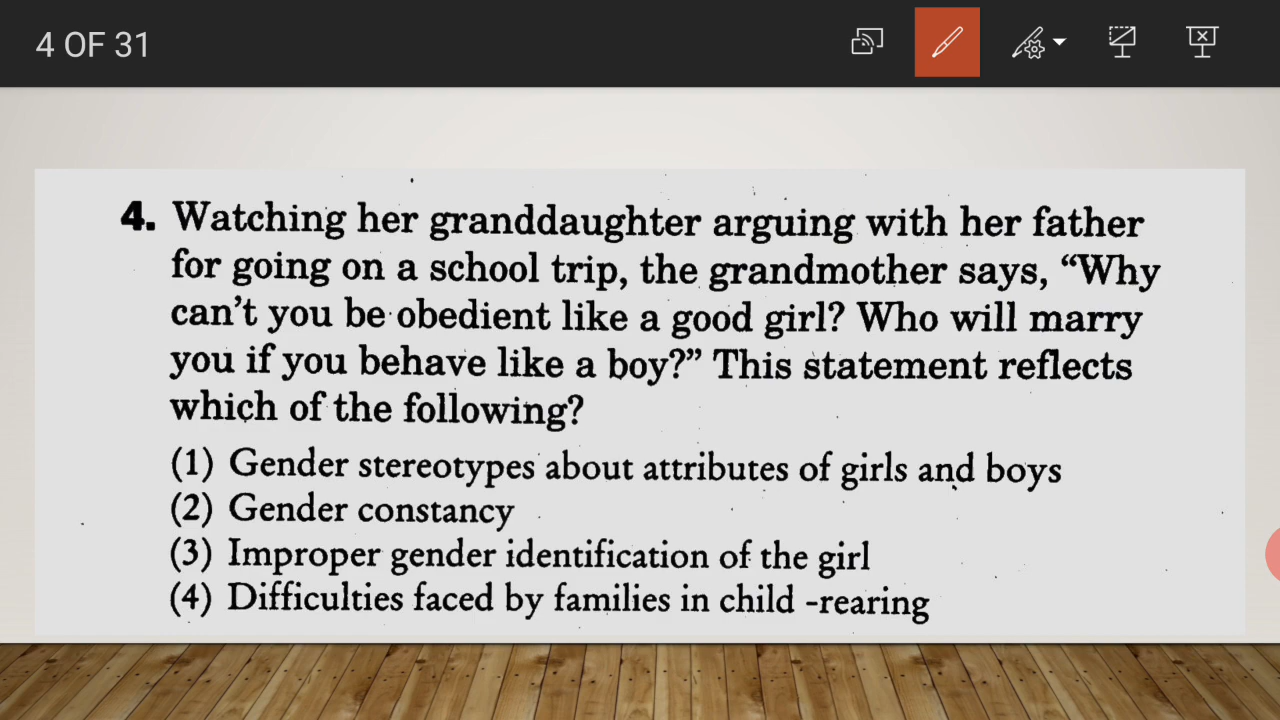 4 OF 31
4. Watching her granddaughter arguing with her father
for going on a school trip, the grandmother says, “Why
can’t you be obedient like a good girl? Who will marry
you if you behave like a boy?” This statement reflects
which of the following?
(1) Gender stereotypes about attributes of girls and boys
(2) Gender constancy
(3) Improper gender identification of the girl
(4) Difficulties faced by families in child -rearing